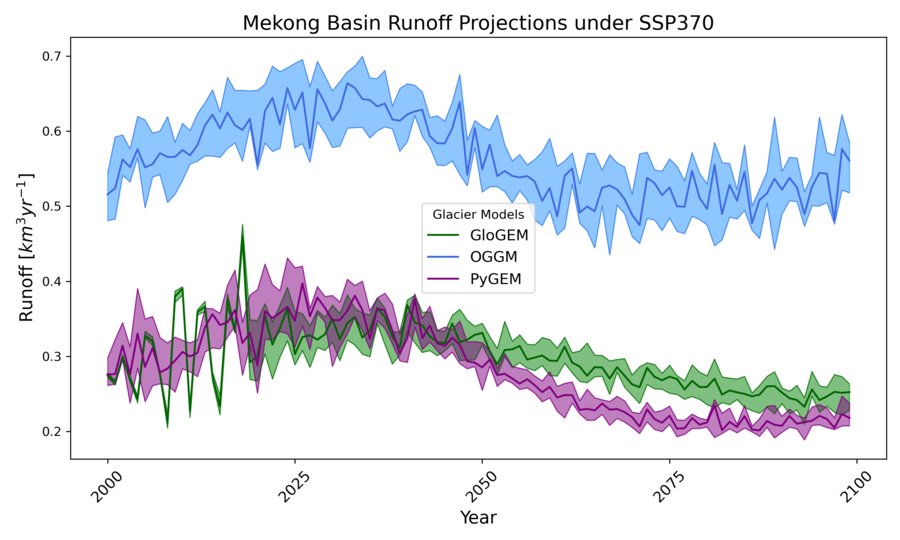 Mekong Basin Runoff Projections under SSP370
Runoff [km³yr⁻¹]
0.7
0.6
0.5
0.4
0.3
0.2
Glacier Models
GloGEM
OGGM
PyGEM
2000
2025
2050
2075
2100
Year